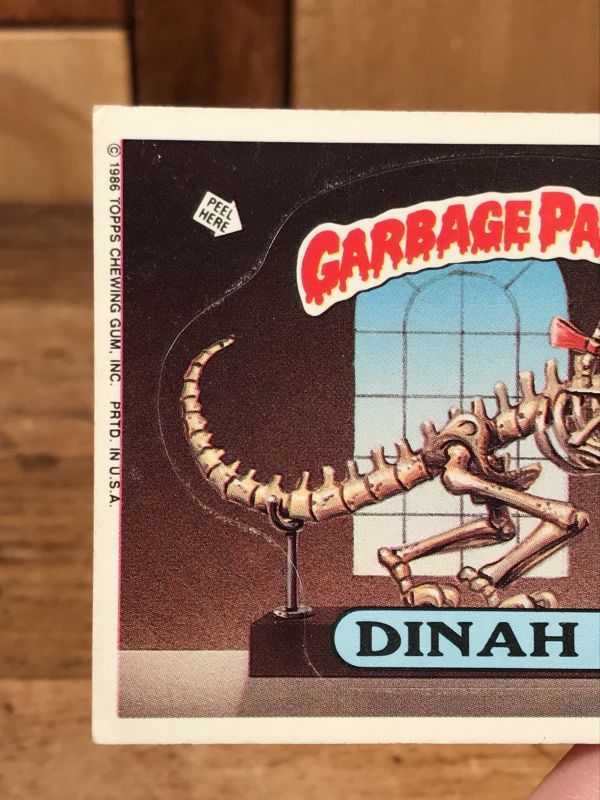 © 1986 TOPPS CHEWING GUM, INC. PRTD. IN U.S.A.
PEEL
HERE
GARBAGE PA
DINAH